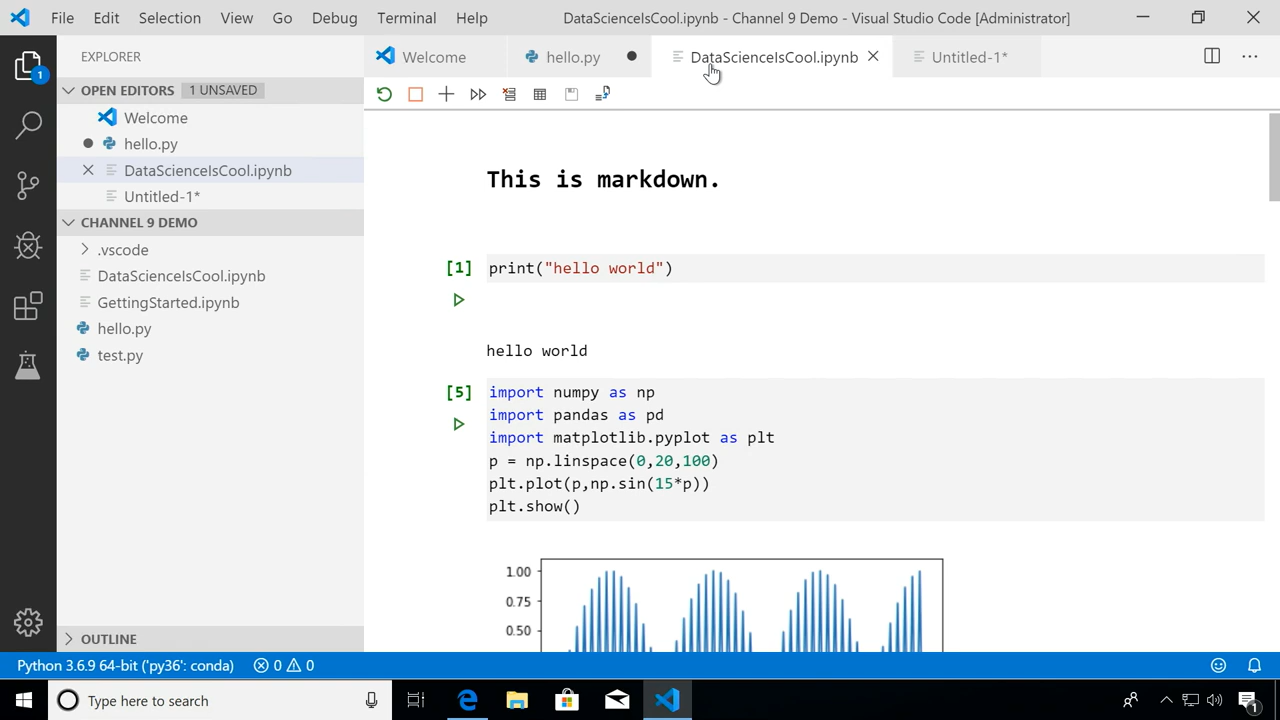 File Edit Selection View Go Debug Terminal Help DataScienceIsCool.ipynb - Channel 9 Demo - Visual Studio Code [Administrator]
EXPLORER
Welcome hello.py DataScienceIsCool.ipynb Untitled-1*
1
OPEN EDITORS 1 UNSAVED
Welcome
hello.py
DataScienceIsCool.ipynb
Untitled-1*
CHANNEL 9 DEMO
.vscode
DataScienceIsCool.ipynb
GettingStarted.ipynb
hello.py
test.py
OUTLINE
This is markdown.
[1] print("hello world")
hello world
[5] import numpy as np
import pandas as pd
import matplotlib.pyplot as plt
p = np.linspace(0,20,100)
plt.plot(p,np.sin(15*p))
plt.show()
1.00
0.75
0.50
Python 3.6.9 64-bit ('py36': conda) 0 0
Type here to search
1